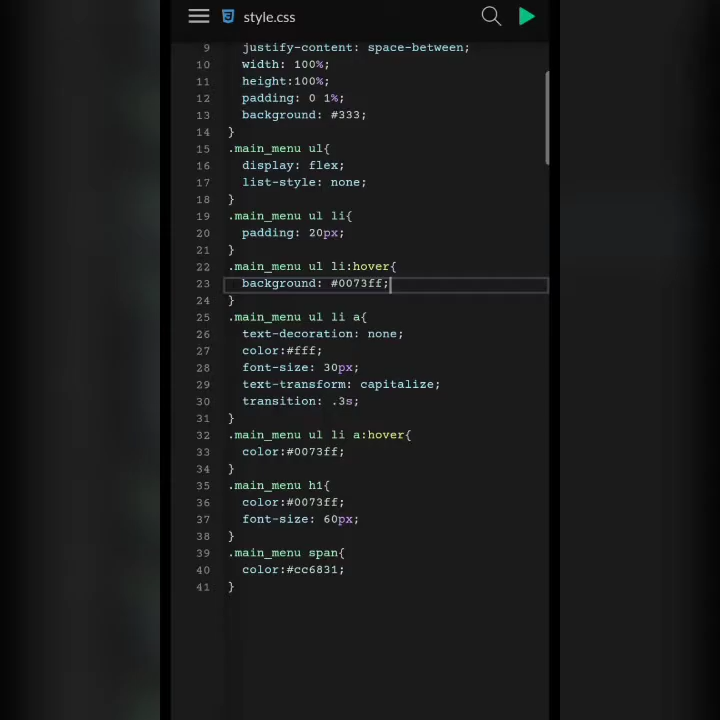 style.css
9 justify-content: space-between;
10 width: 100%;
11 height:100%;
12 padding: 0 1%;
13 background: #333;
14 }
15 .main_menu ul{
16 display: flex;
17 list-style: none;
18 }
19 .main_menu ul li{
20 padding: 20px;
21 }
22 .main_menu ul li:hover{
23 background: #0073ff;
24 }
25 .main_menu ul li a{
26 text-decoration: none;
27 color:#fff;
28 font-size: 30px;
29 text-transform: capitalize;
30 transition: .3s;
31 }
32 .main_menu ul li a:hover{
33 color:#0073ff;
34 }
35 .main_menu h1{
36 color:#0073ff;
37 font-size: 60px;
38 }
39 .main_menu span{
40 color:#cc6831;
41 }